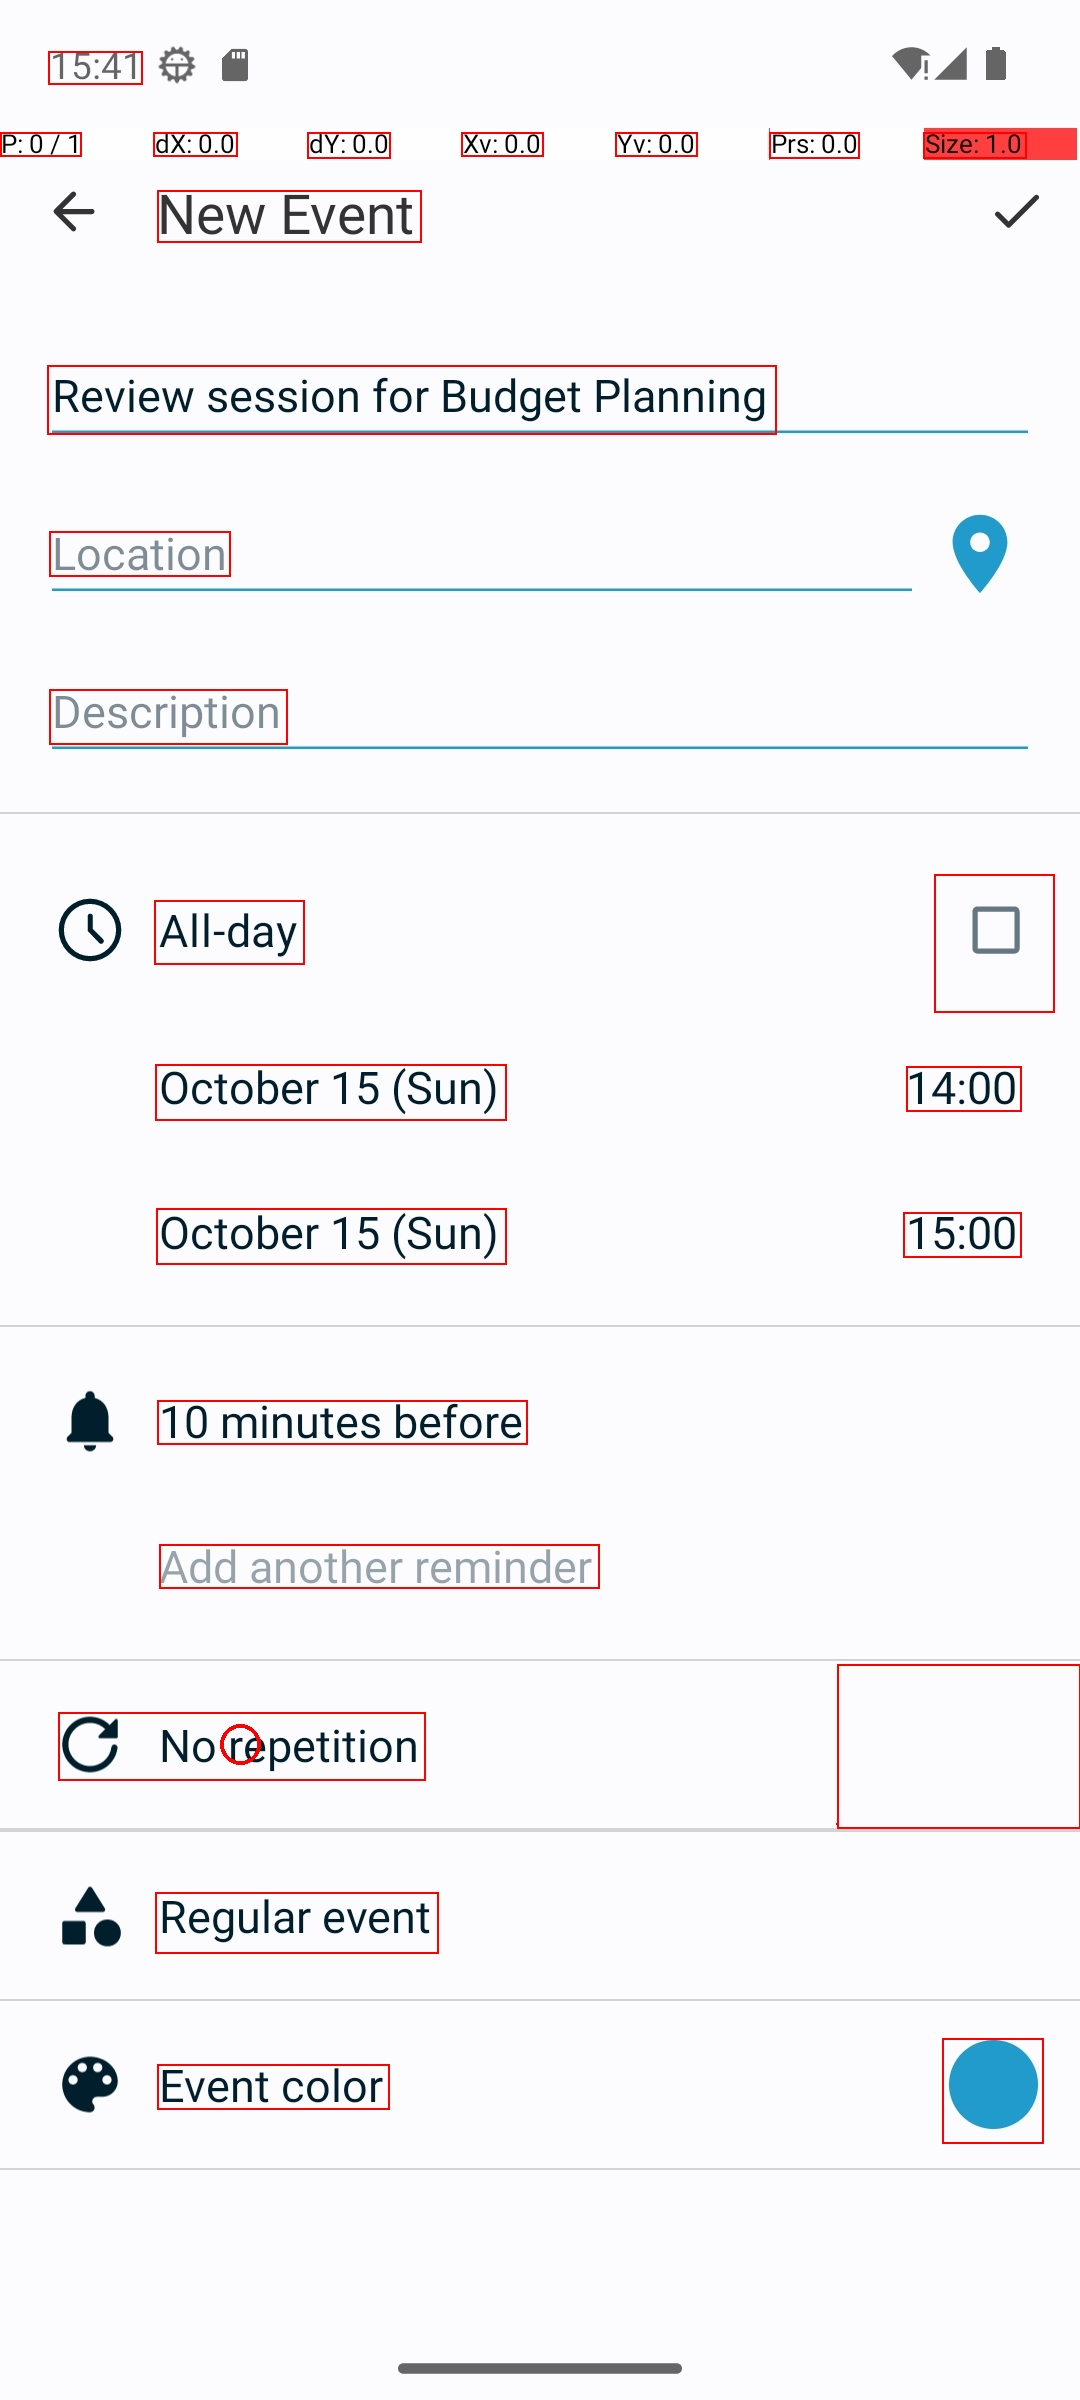 15:41
P: 0 / 1 dX: 0.0 dY: 0.0 Xv: 0.0 Yv: 0.0 Prs: 0.0 Size: 1.0
New Event
Review session for Budget Planning
Location
Description
All-day
October 15 (Sun) 14:00
October 15 (Sun) 15:00
10 minutes before
Add another reminder
No repetition
Regular event
Event color